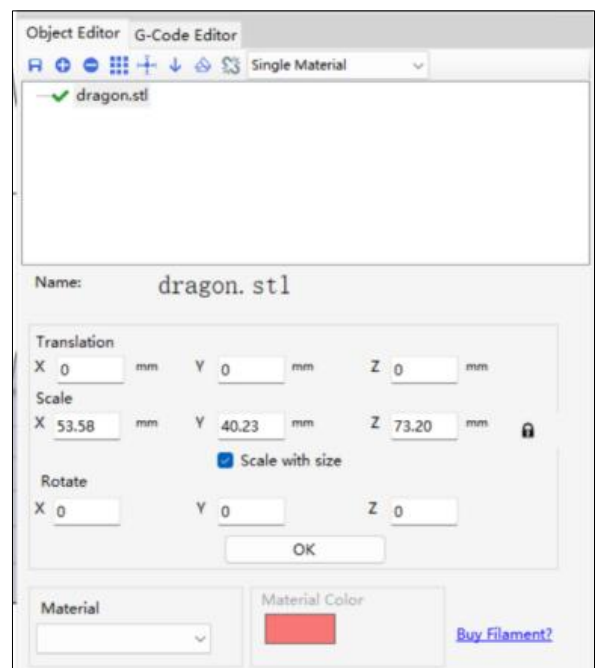 Object Editor G-Code Editor
Single Material
dragon.stl
Name: dragon.stl
Translation
X 0 mm Y 0 mm Z 0 mm
Scale
X 53.58 mm Y 40.23 mm Z 73.20 mm
Scale with size
Rotate
X 0 Y 0 Z 0
OK
Material Material Color
Buy Filament?